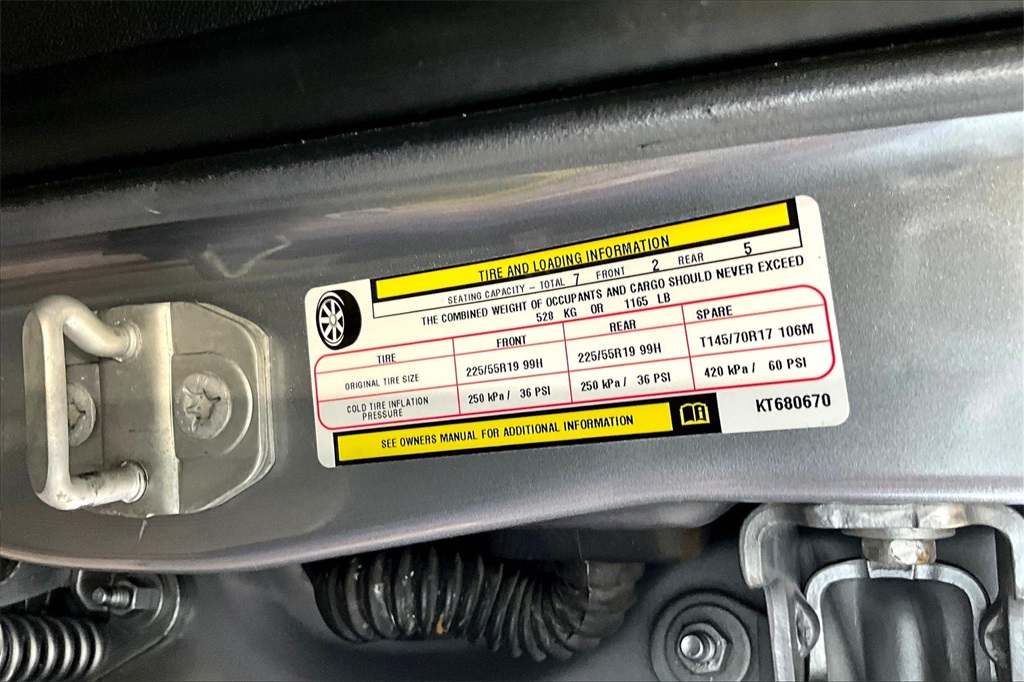 TIRE AND LOADING INFORMATION
SEATING CAPACITY – TOTAL 7 FRONT 2 REAR 5
THE COMBINED WEIGHT OF OCCUPANTS AND CARGO SHOULD NEVER EXCEED
528 KG OR 1165 LB
TIRE FRONT REAR SPARE
ORIGINAL TIRE SIZE 225/55R19 99H 225/55R19 99H T145/70R17 106M
COLD TIRE INFLATION PRESSURE 250 kPa / 36 PSI 250 kPa / 36 PSI 420 kPa / 60 PSI
SEE OWNERS MANUAL FOR ADDITIONAL INFORMATION
KT680670